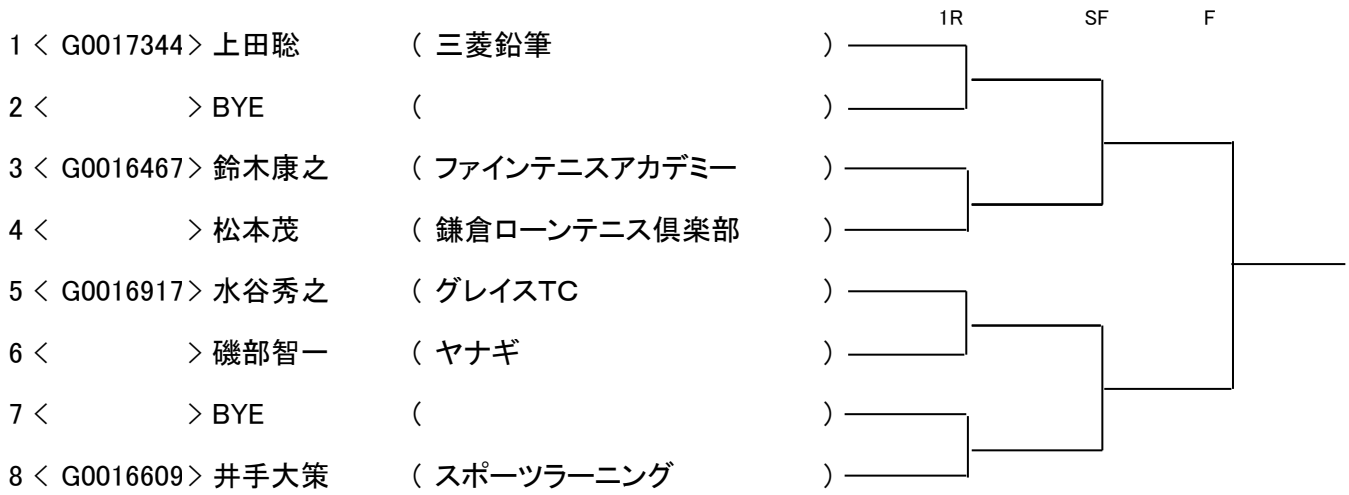 1R SF F
1 < G0017344> 上田聡 ( 三菱鉛筆 )
2 < > BYE ( )
3 < G0016467> 鈴木康之 ( ファインテニスアカデミー )
4 < > 松本茂 ( 鎌倉ローンテニス倶楽部 )
5 < G0016917> 水谷秀之 ( グレイスTC )
6 < > 磯部智一 ( ヤナギ )
7 < > BYE ( )
8 < G0016609> 井手大策 ( スポーツラーニング )